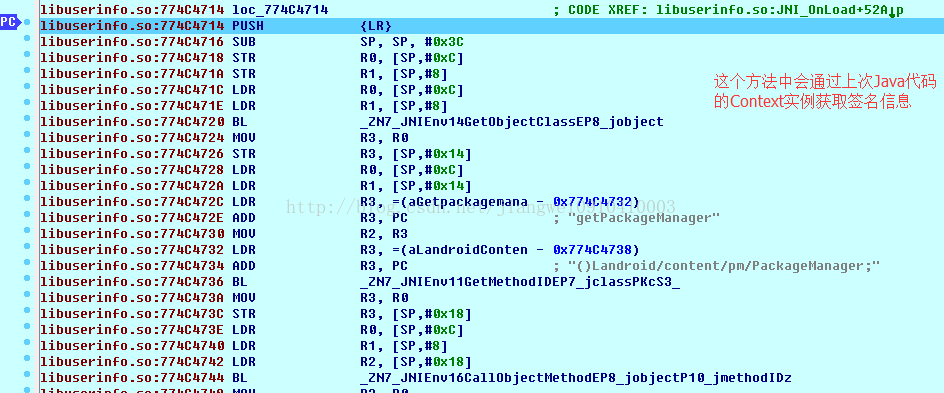 libuserinfo.so:774C4714 loc_774C4714 ; CODE XREF: libuserinfo.so:JNI_OnLoad+52A↓p
PC libuserinfo.so:774C4714 PUSH {LR}
libuserinfo.so:774C4716 SUB SP, SP, #0x3C
libuserinfo.so:774C4718 STR R0, [SP,#0xC]
libuserinfo.so:774C471A STR R1, [SP,#8]
libuserinfo.so:774C471C LDR R0, [SP,#0xC]
libuserinfo.so:774C471E LDR R1, [SP,#8]
libuserinfo.so:774C4720 BL _ZN7_JNIEnv14GetObjectClassEP8_jobject
libuserinfo.so:774C4724 MOV R3, R0
libuserinfo.so:774C4726 STR R3, [SP,#0x14]
libuserinfo.so:774C4728 LDR R0, [SP,#0xC]
libuserinfo.so:774C472A LDR R1, [SP,#0x14]
libuserinfo.so:774C472C LDR R3, =(aGetpackagemana - 0x774C4732)
libuserinfo.so:774C472E ADD R3, PC ; "getPackageManager"
libuserinfo.so:774C4730 MOV R2, R3
libuserinfo.so:774C4732 LDR R3, =(aLandroidConten - 0x774C4738)
libuserinfo.so:774C4734 ADD R3, PC ; "()Landroid/content/pm/PackageManager;"
libuserinfo.so:774C4736 BL _ZN7_JNIEnv11GetMethodIDEP7_jclassPKcS3_
libuserinfo.so:774C473A MOV R3, R0
libuserinfo.so:774C473C STR R3, [SP,#0x18]
libuserinfo.so:774C473E LDR R0, [SP,#0xC]
libuserinfo.so:774C4740 LDR R1, [SP,#8]
libuserinfo.so:774C4742 LDR R2, [SP,#0x18]
libuserinfo.so:774C4744 BL _ZN7_JNIEnv16CallObjectMethodEP8_jobjectP10_jmethodIDz
这个方法中会通过上次Java代码
的Context实例获取签名信息